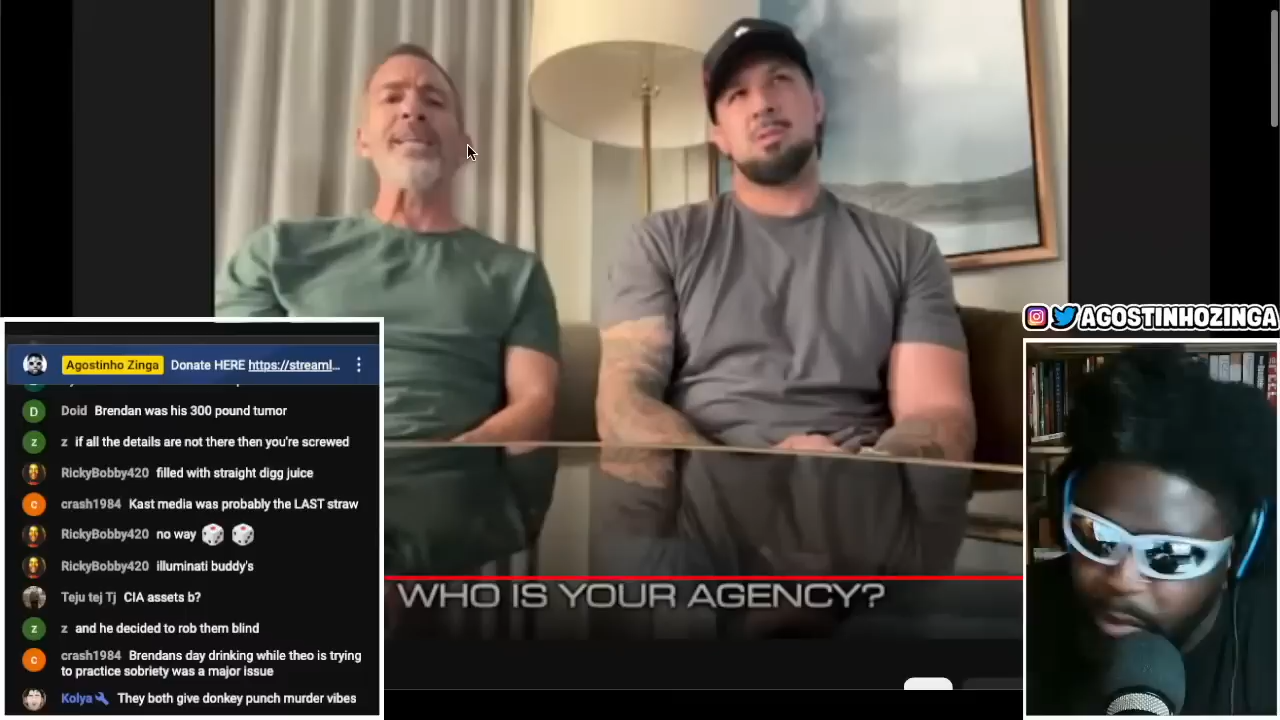 AGOSTINHOZINGA
Agostinho Zinga Donate HERE https://streaml...
Doid Brendan was his 300 pound tumor
z if all the details are not there then you're screwed
RickyBobby420 filled with straight digg juice
crash1984 Kast media was probably the LAST straw
RickyBobby420 no way
RickyBobby420 illuminati buddy's
Teju tej Tj CIA assets b?
z and he decided to rob them blind
crash1984 Brendans day drinking while theo is trying
to practice sobriety was a major issue
Kolya They both give donkey punch murder vibes
WHO IS YOUR AGENCY?